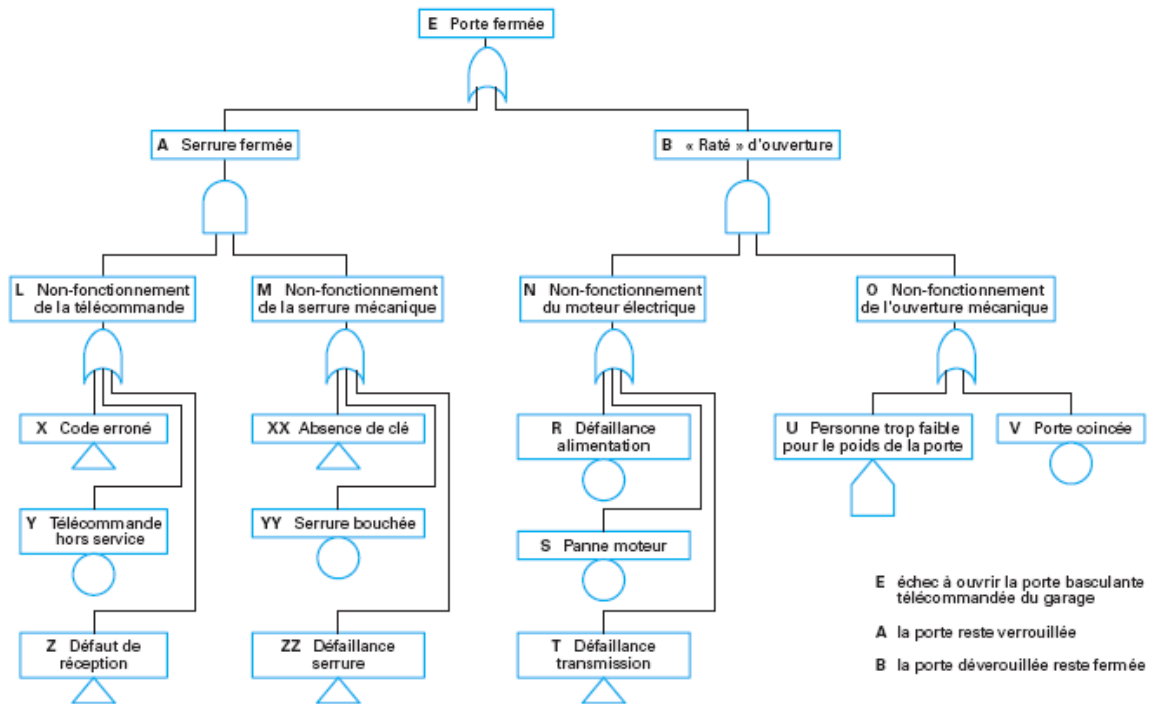 E Porte fermée
A Serrure fermée
B « Raté » d'ouverture
L Non-fonctionnement
de la télécommande
M Non-fonctionnement
de la serrure mécanique
N Non-fonctionnement
du moteur électrique
O Non-fonctionnement
de l'ouverture mécanique
X Code erroné
XX Absence de clé
R Défaillance
alimentation
U Personne trop faible
pour le poids de la porte
V Porte coincée
Y Télécommande
hors service
YY Serrure bouchée
S Panne moteur
Z Défaut de
réception
ZZ Défaillance
serrure
T Défaillance
transmission
E échec à ouvrir la porte basculante
télécommandée du garage
A la porte reste verrouillée
B la porte déverouillée reste fermée